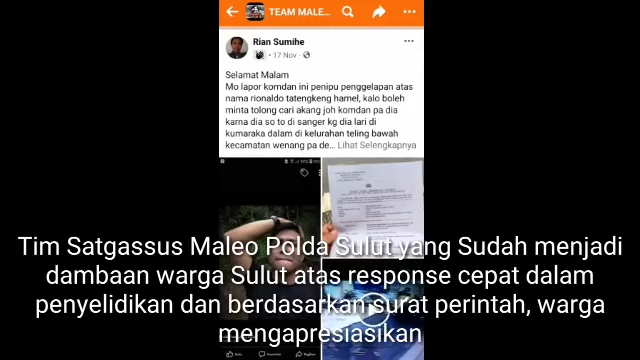 TEAM MALE...
Rian Sumihe
17 Nov
Selamat Malam
Mo lapor komdan ini penipu penggelapan atas
nama rionaldo tatengkeng hamel, kalo boleh
minta tolong cari akang joh komdan pa dia
karna dia so to di sanger kg dia lari di
kumaraka dalam di kelurahan teling bawah
kecamatan wenang pa de... Lihat Selengkapnya
Tim Satgassus Maleo Polda Sulut yang Sudah menjadi
dambaan warga Sulut atas response cepat dalam
penyelidikan dan berdasarkan surat perintah, warga
mengapresiasikan